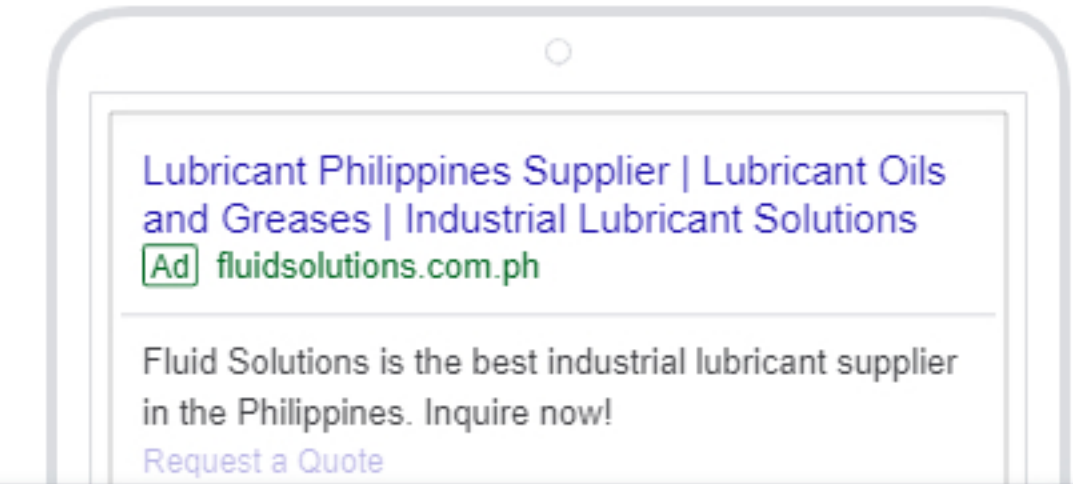 Lubricant Philippines Supplier | Lubricant Oils
and Greases | Industrial Lubricant Solutions
Ad fluidsolutions.com.ph
Fluid Solutions is the best industrial lubricant supplier
in the Philippines. Inquire now!
Request a Quote